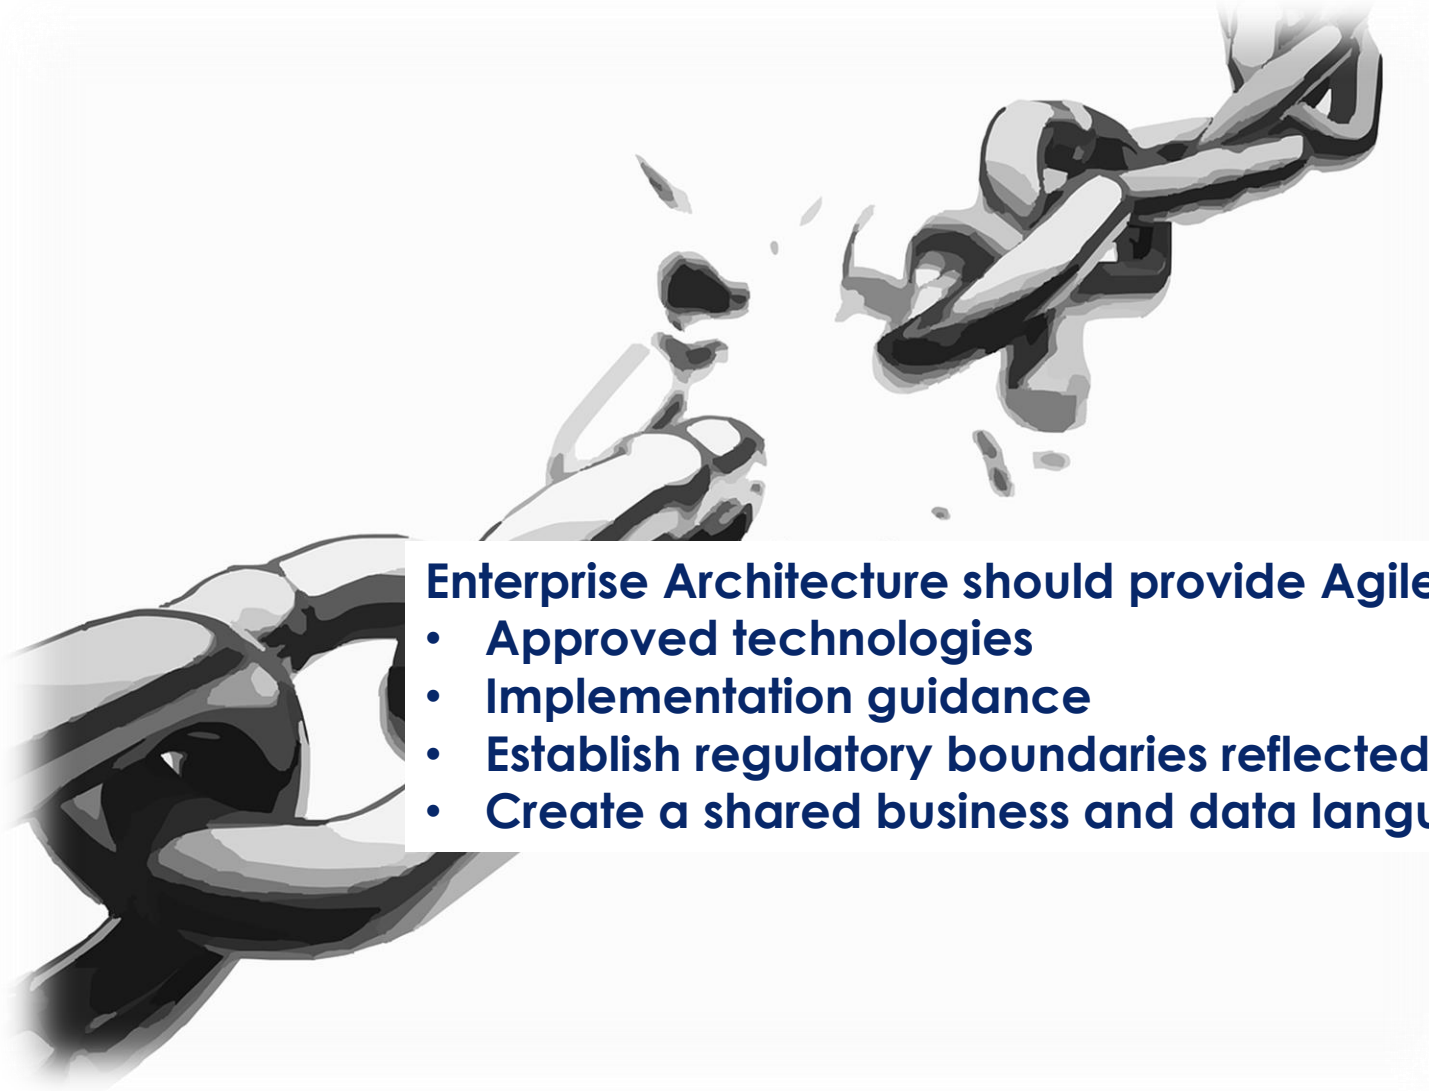 Enterprise Architecture should provide Agile
• Approved technologies
• Implementation guidance
• Establish regulatory boundaries reflected
• Create a shared business and data